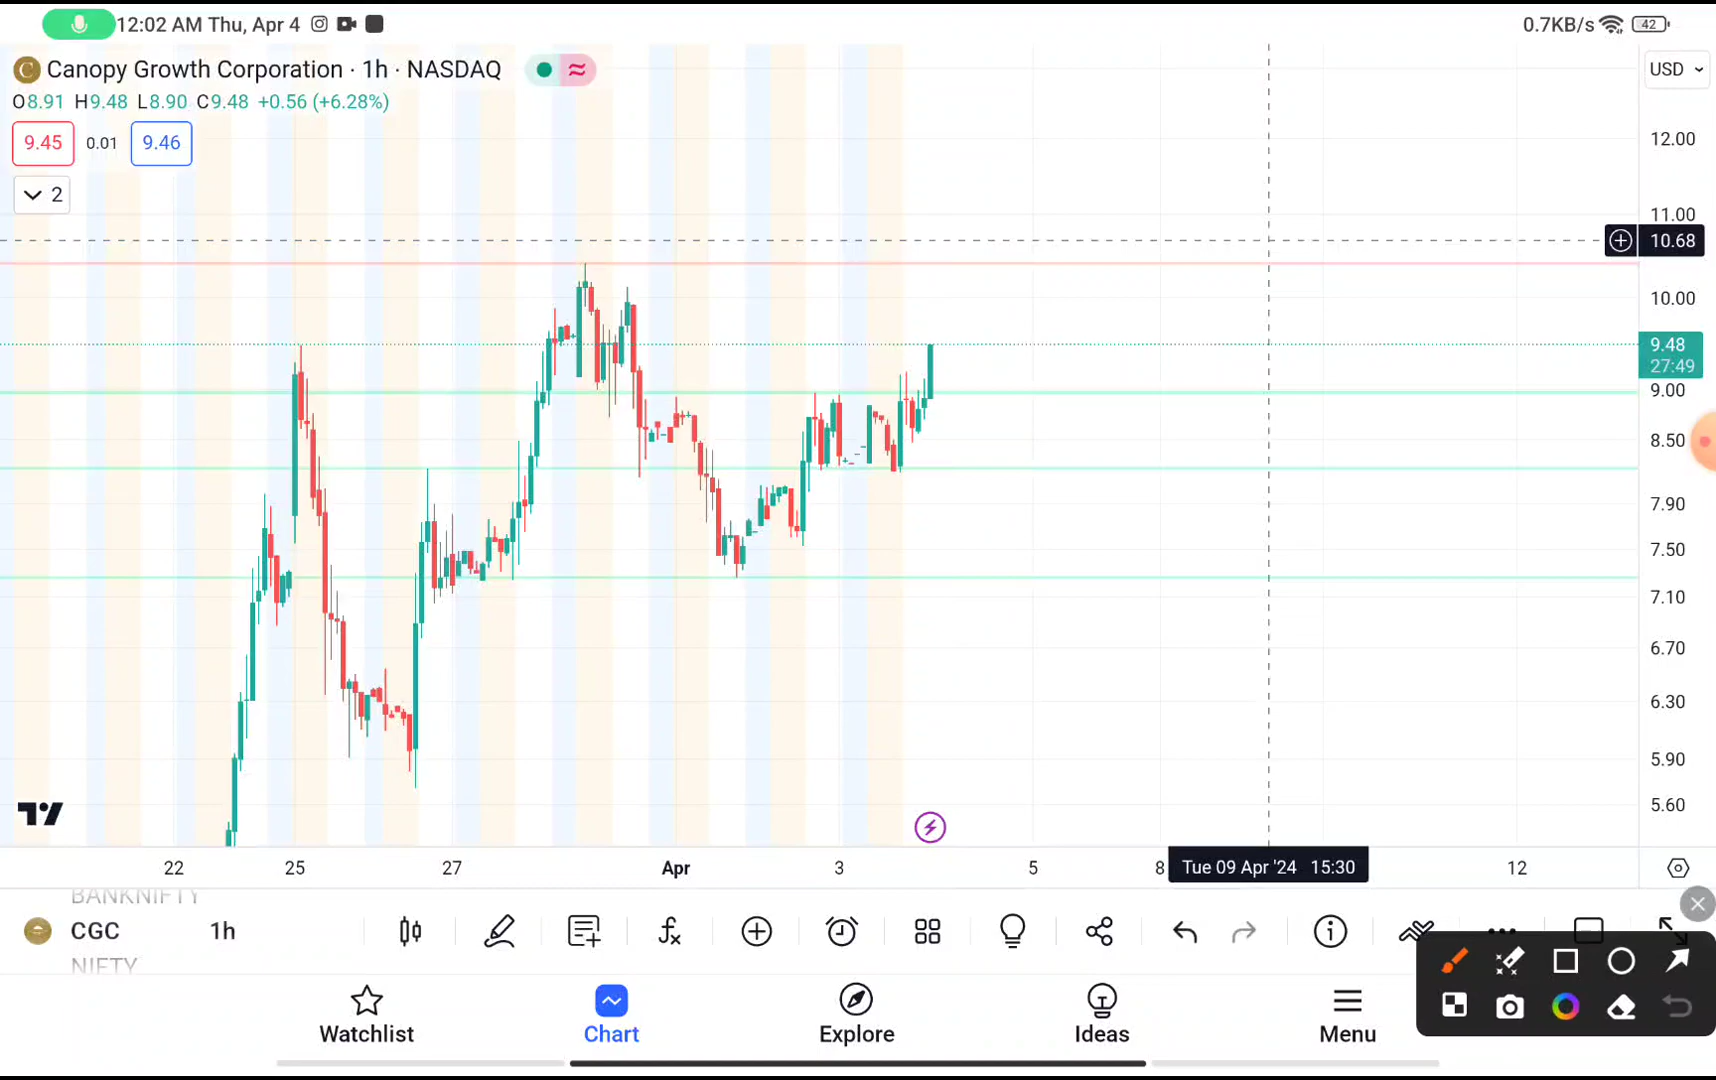 12:02 AM Thu, Apr 4
0.7KB/s
42
C Canopy Growth Corporation · 1h · NASDAQ
USD
O8.91 H9.48 L8.90 C9.48 +0.56 (+6.28%)
9.45 0.01 9.46
2
12.00
11.00
10.68
10.00
9.48
27:49
9.00
8.50
7.90
7.50
7.10
6.70
6.30
5.90
5.60
22 25 27 Apr 3 5 8 Tue 09 Apr '24 15:30 12
BANKNIFTY
CGC 1h
NIFTY
Watchlist Chart Explore Ideas Menu